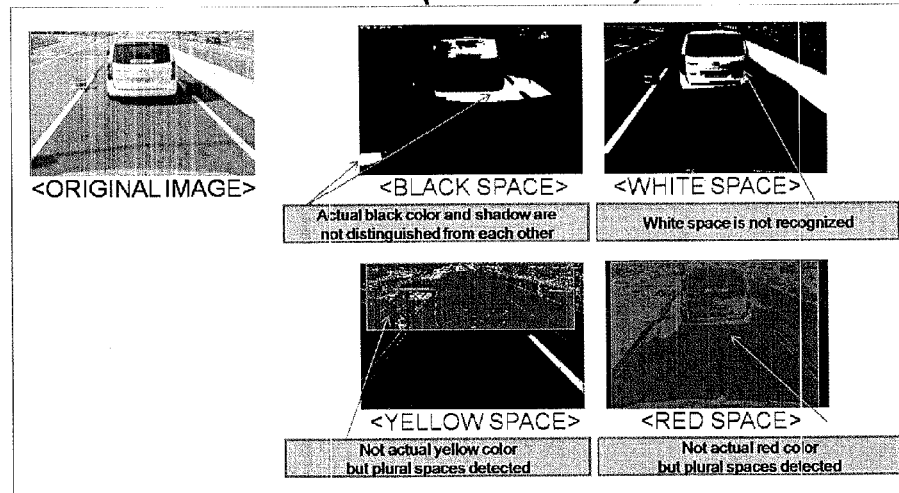 <ORIGINAL IMAGE>
<BLACK SPACE>
<WHITE SPACE>
Actual black color and shadow are
not distinguished from each other
White space is not recognized
<YELLOW SPACE>
<RED SPACE>
Not actual yellow color
but plural spaces detected
Not actual red color
but plural spaces detected